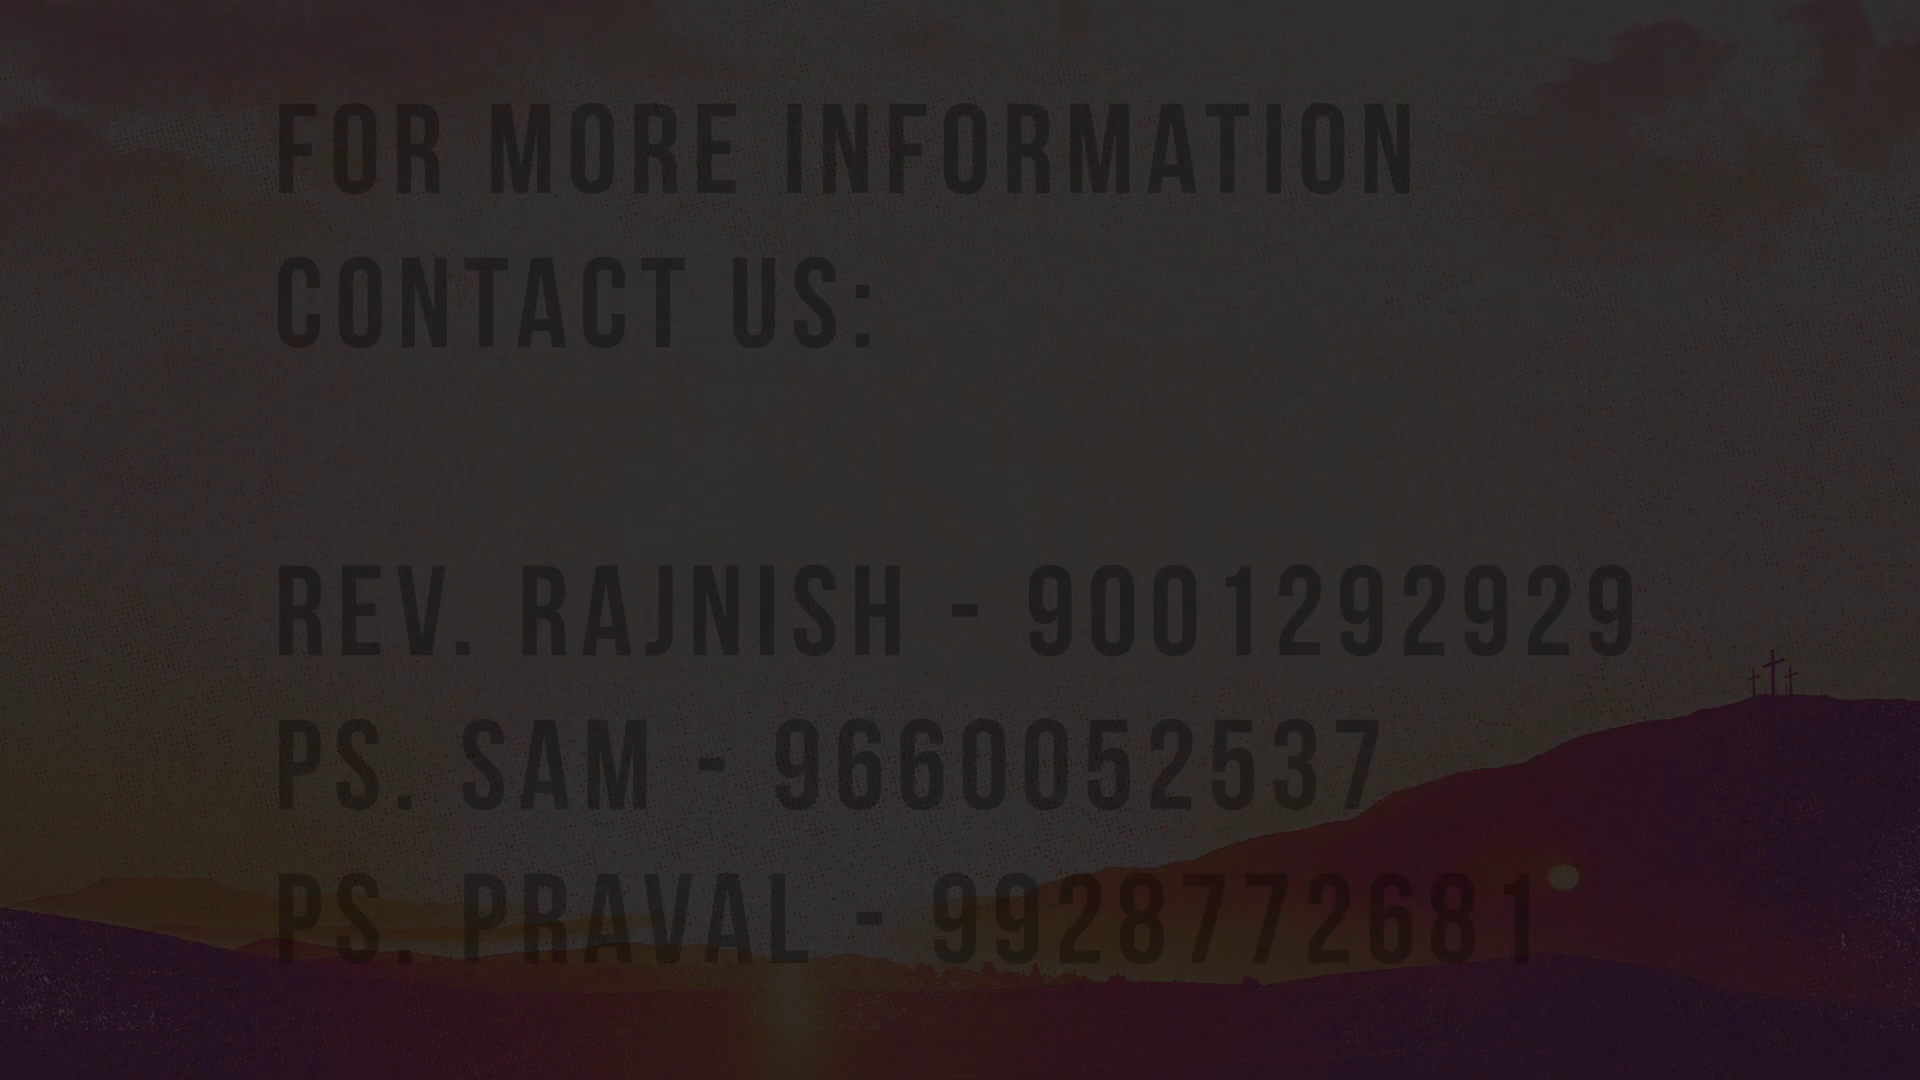 FOR MORE INFORMATION
CONTACT US:
REV. RAJNISH - 9001292929
PS. SAM - 9660052537
PS. PRAVAL - 9928772681